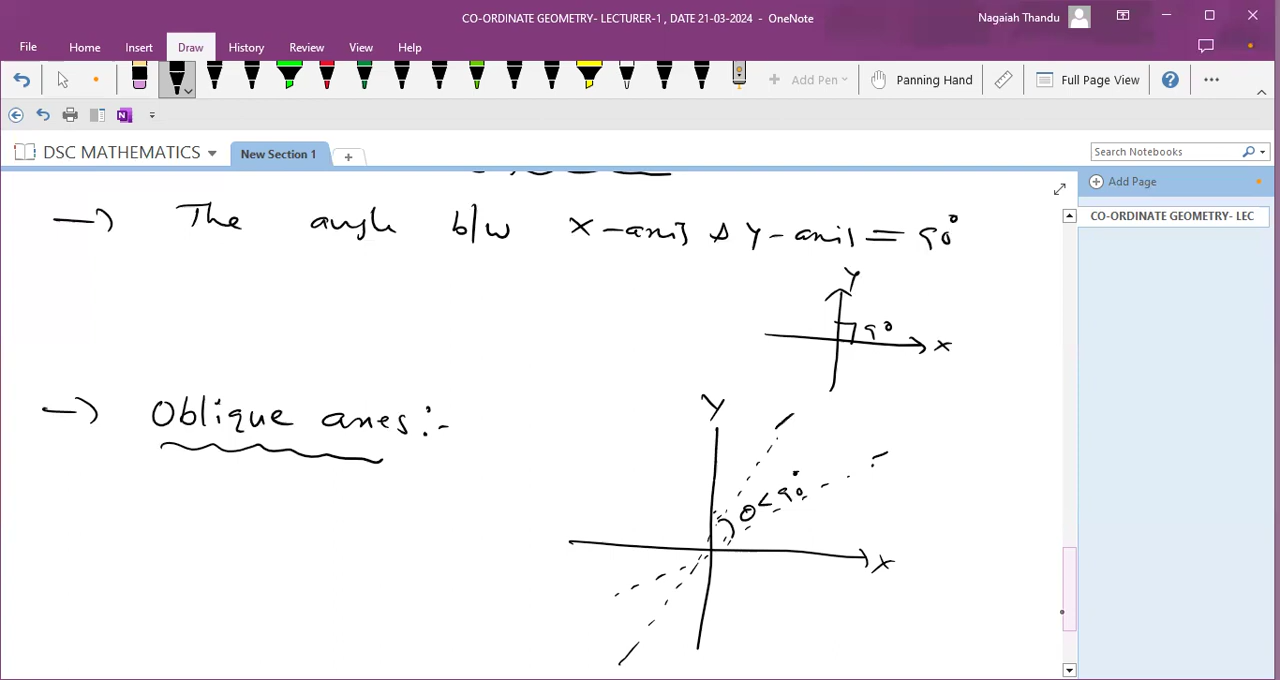 CO-ORDINATE GEOMETRY- LECTURER-1 , DATE 21-03-2024 - OneNote
Nagaiah Thandu
File Home Insert Draw History Review View Help
Add Pen
Panning Hand
Full Page View
DSC MATHEMATICS
New Section 1
Search Notebooks
Add Page
CO-ORDINATE GEOMETRY- LEC
→ The angle b/w X-axis & Y-axis = 90°
Y
90°
X
→ Oblique axes :-
Y
θ < 90°
X